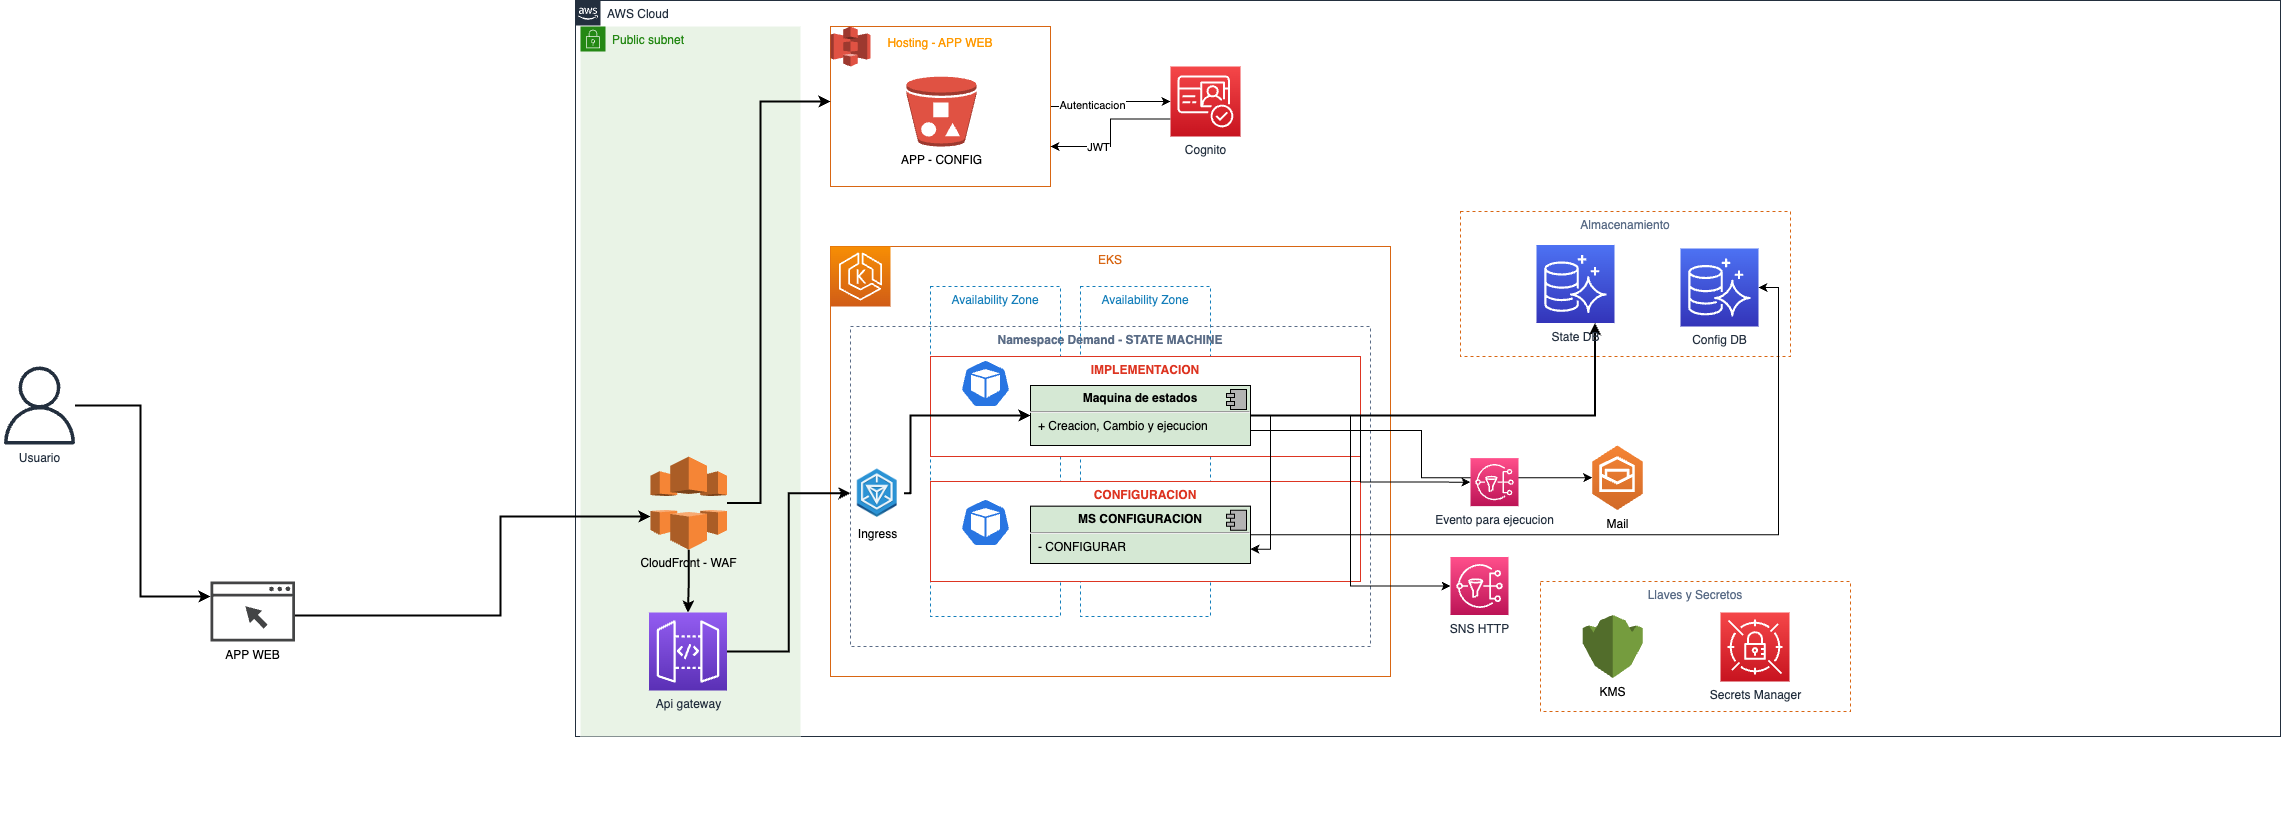 aws
AWS Cloud
Public subnet
Hosting - APP WEB
APP - CONFIG
Autenticacion
JWT
Cognito
Almacenamiento
State DB
Config DB
EKS
Availability Zone
Availability Zone
Namespace Demand - STATE MACHINE
IMPLEMENTACION
Maquina de estados
+ Creacion, Cambio y ejecucion
CONFIGURACION
MS CONFIGURACION
- CONFIGURAR
Ingress
Usuario
APP WEB
CloudFront - WAF
Api gateway
Evento para ejecucion
Mail
SNS HTTP
Llaves y Secretos
KMS
Secrets Manager